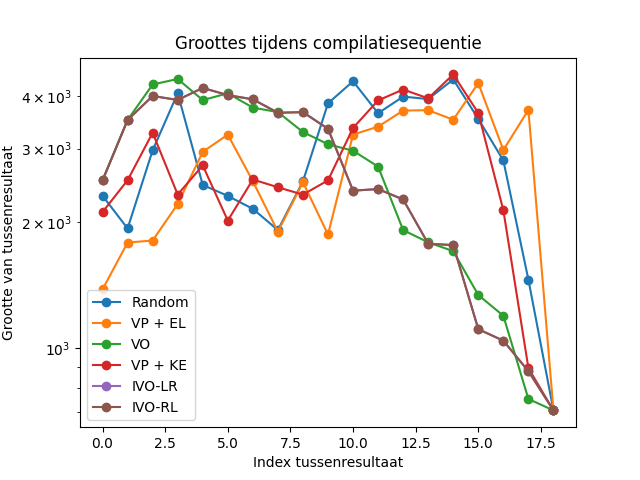 Groottes tijdens compilatiesequentie
Grootte van tussenresultaat
4 × 10³
3 × 10³
2 × 10³
10³
Random
VP + EL
VO
VP + KE
IVO-LR
IVO-RL
0.0 2.5 5.0 7.5 10.0 12.5 15.0 17.5
Index tussenresultaat